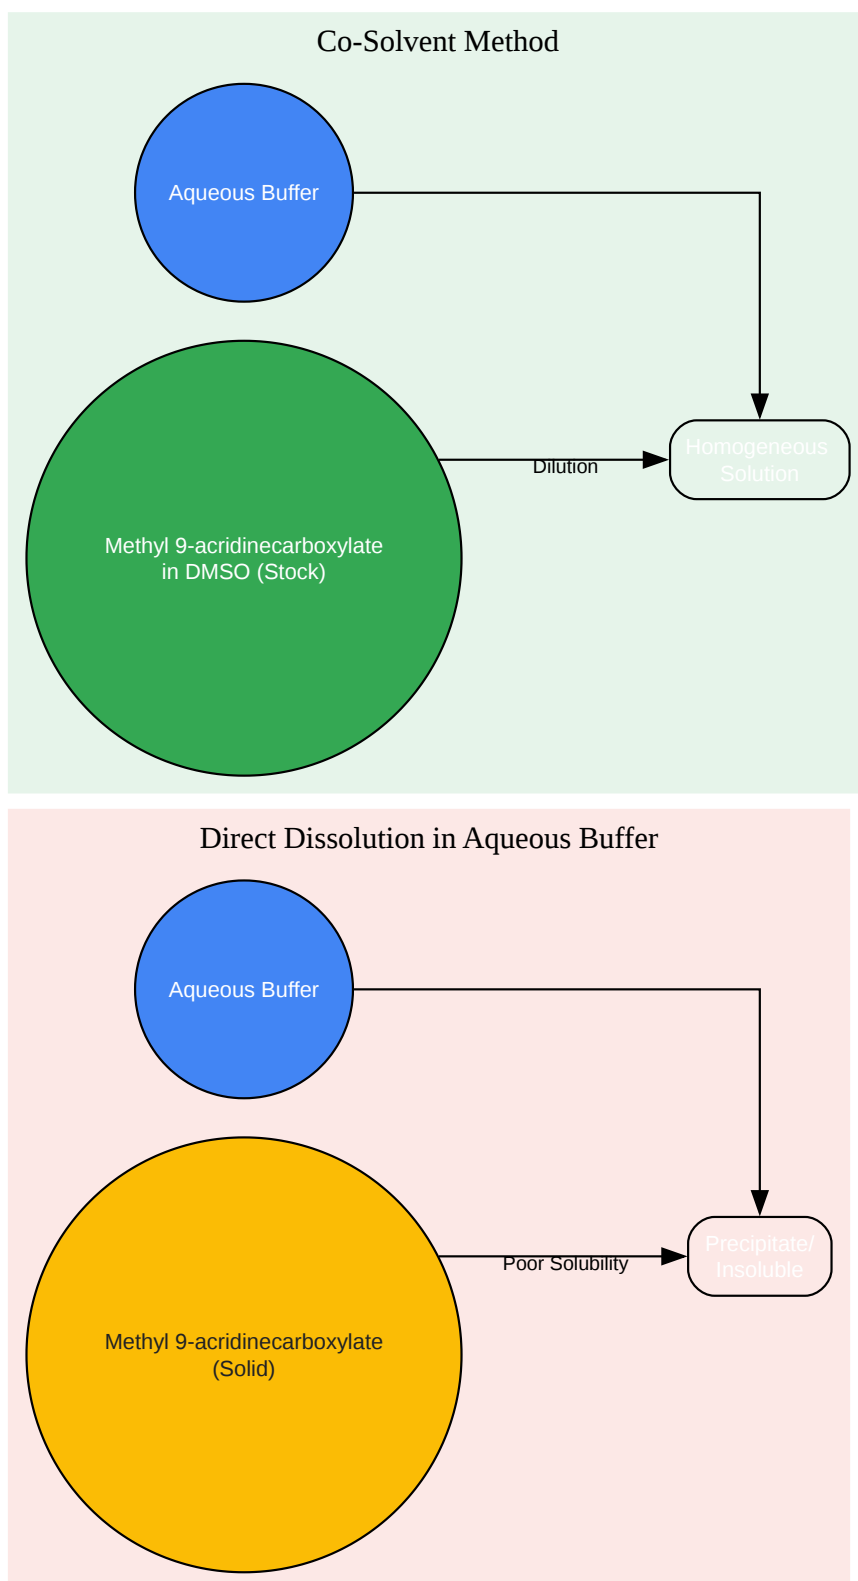 Co-Solvent Method
Aqueous Buffer
Homogeneous
Solution
Dilution
Methyl 9-acridinecarboxylate
in DMSO (Stock)
Direct Dissolution in Aqueous Buffer
Aqueous Buffer
Precipitate/
Insoluble
Poor Solubility
Methyl 9-acridinecarboxylate
(Solid)